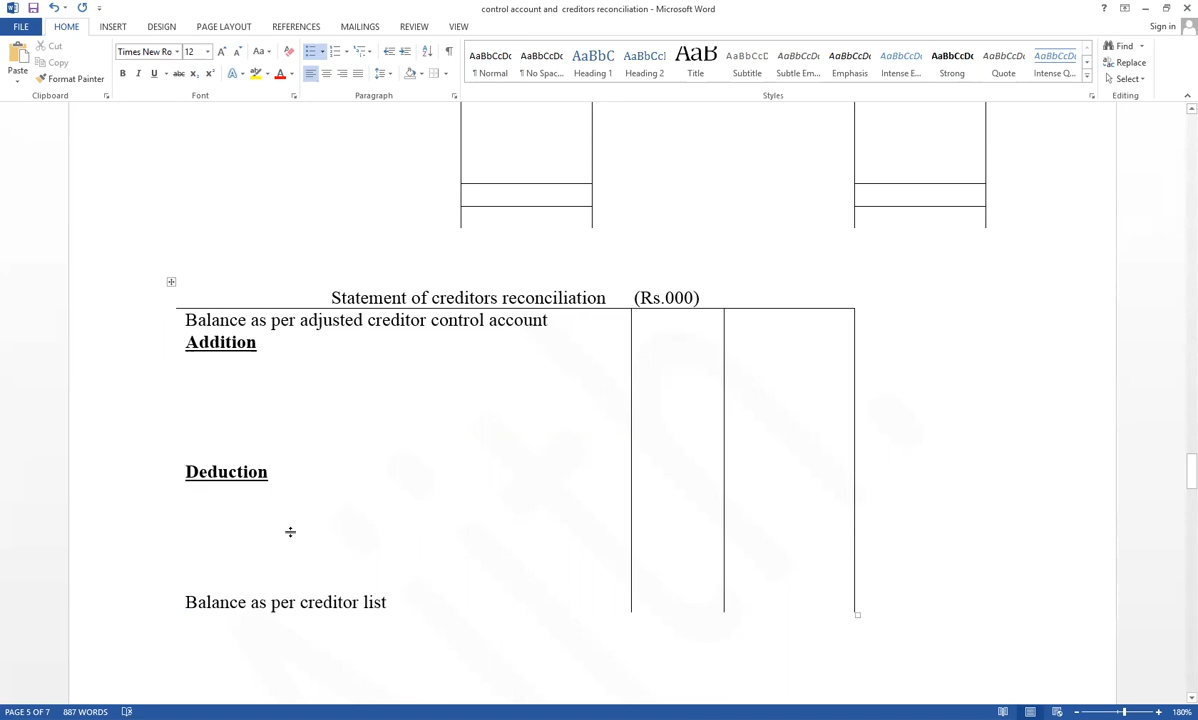 control account and  creditors reconciliation - Microsoft Word
Sign in
FILE HOME INSERT DESIGN PAGE LAYOUT REFERENCES MAILINGS REVIEW VIEW
Paste
Cut
Copy
Format Painter
Clipboard
Times New Ro 12
Font
Paragraph
AaBbCcDc AaBbCcDc AaBbC AaBbCcI AaB AaBbCcD AaBbCcDc AaBbCcDc AaBbCcDc AaBbCcDc AaBbCcDc AaBbCcDc
¶ Normal ¶ No Spac... Heading 1 Heading 2 Title Subtitle Subtle Em... Emphasis Intense E... Strong Quote Intense Q...
Styles
Find
Replace
Select
Editing
Statement of creditors reconciliation (Rs.000)
Balance as per adjusted creditor control account
Addition
Deduction
Balance as per creditor list
PAGE 5 OF 7 887 WORDS
180%